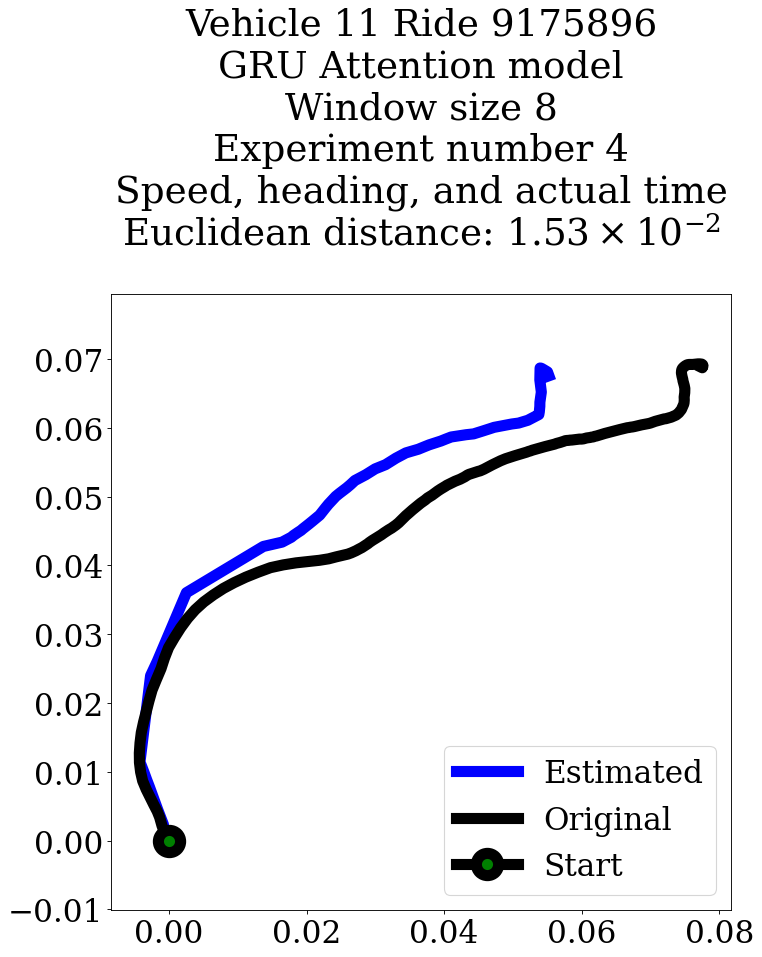 Vehicle 11 Ride 9175896
GRU Attention model
Window size 8
Experiment number 4
Speed, heading, and actual time
Euclidean distance: 1.53 × 10⁻²
0.07
0.06
0.05
0.04
0.03
0.02
0.01
0.00
−0.01
Estimated
Original
Start
0.00 0.02 0.04 0.06 0.08